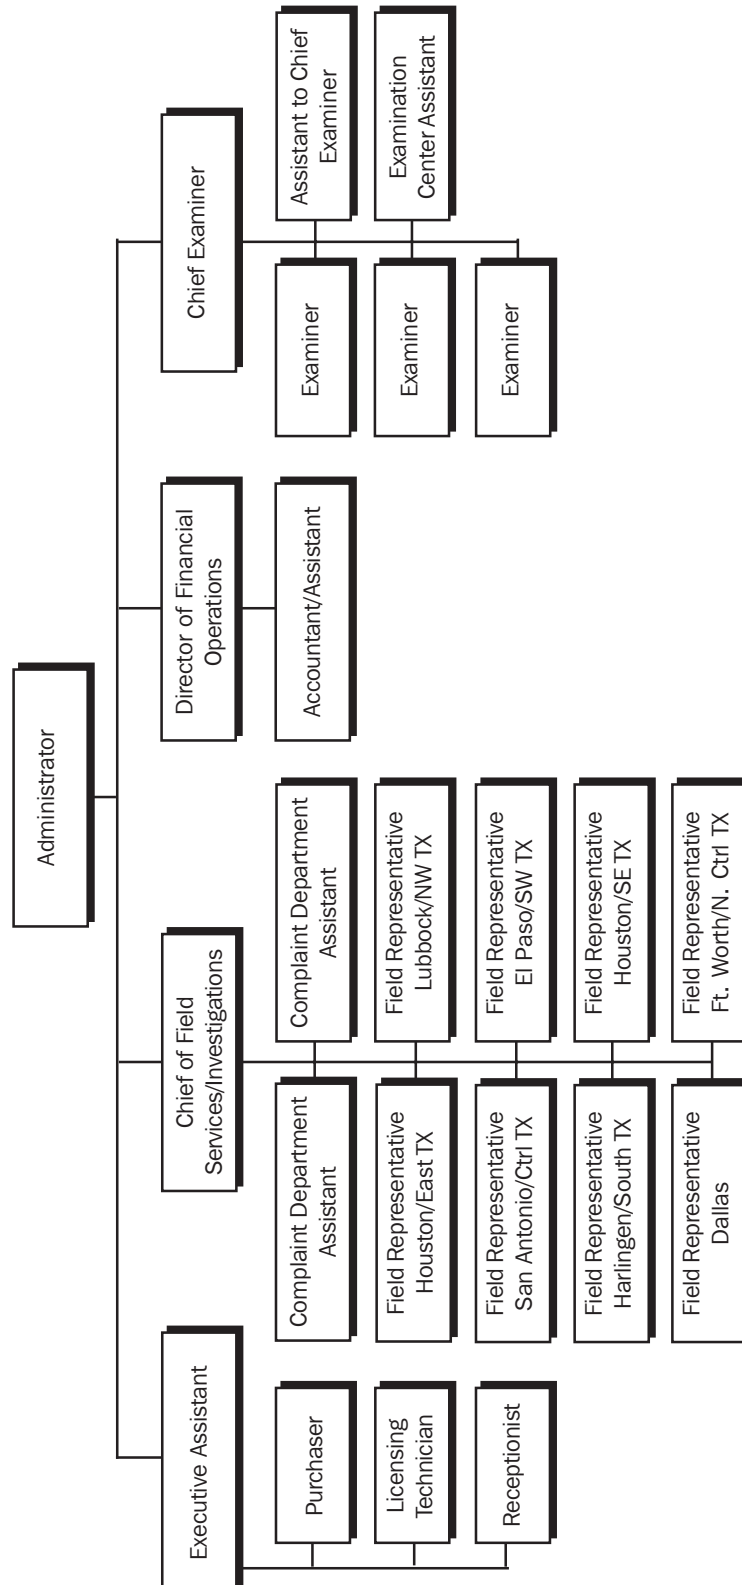 Administrator
Executive Assistant
Chief of Field
Services/Investigations
Director of Financial
Operations
Chief Examiner
Purchaser
Licensing
Technician
Receptionist
Complaint Department
Assistant
Complaint Department
Assistant
Field Representative
Houston/East TX
Field Representative
Lubbock/NW TX
Field Representative
San Antonio/Ctrl TX
Field Representative
El Paso/SW TX
Field Representative
Harlingen/South TX
Field Representative
Houston/SE TX
Field Representative
Dallas
Field Representative
Ft. Worth/N. Ctrl TX
Accountant/Assistant
Examiner
Assistant to Chief
Examiner
Examiner
Examination
Center Assistant
Examiner